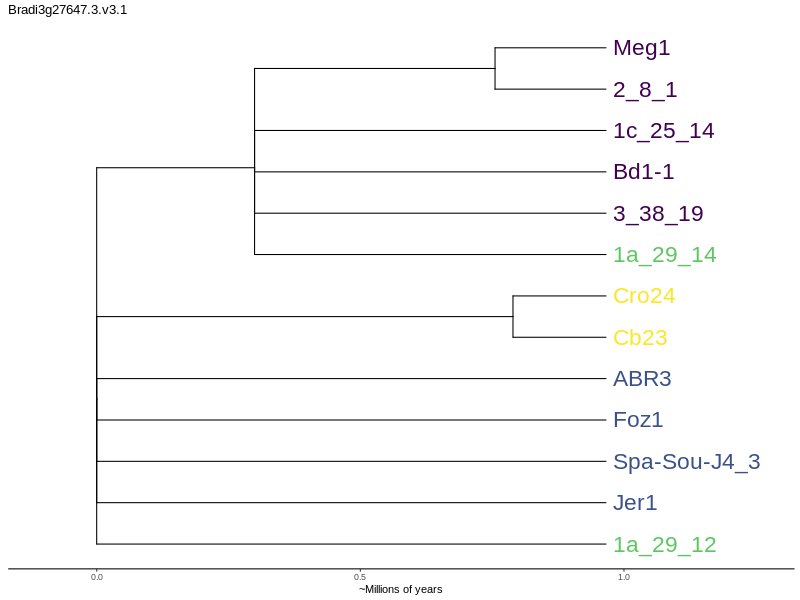 Bradi3g27647.3.v3.1
Meg1
2_8_1
1c_25_14
Bd1-1
3_38_19
1a_29_14
Cro24
Cb23
ABR3
Foz1
Spa-Sou-J4_3
Jer1
1a_29_12
0.0 0.5 1.0
~Millions of years